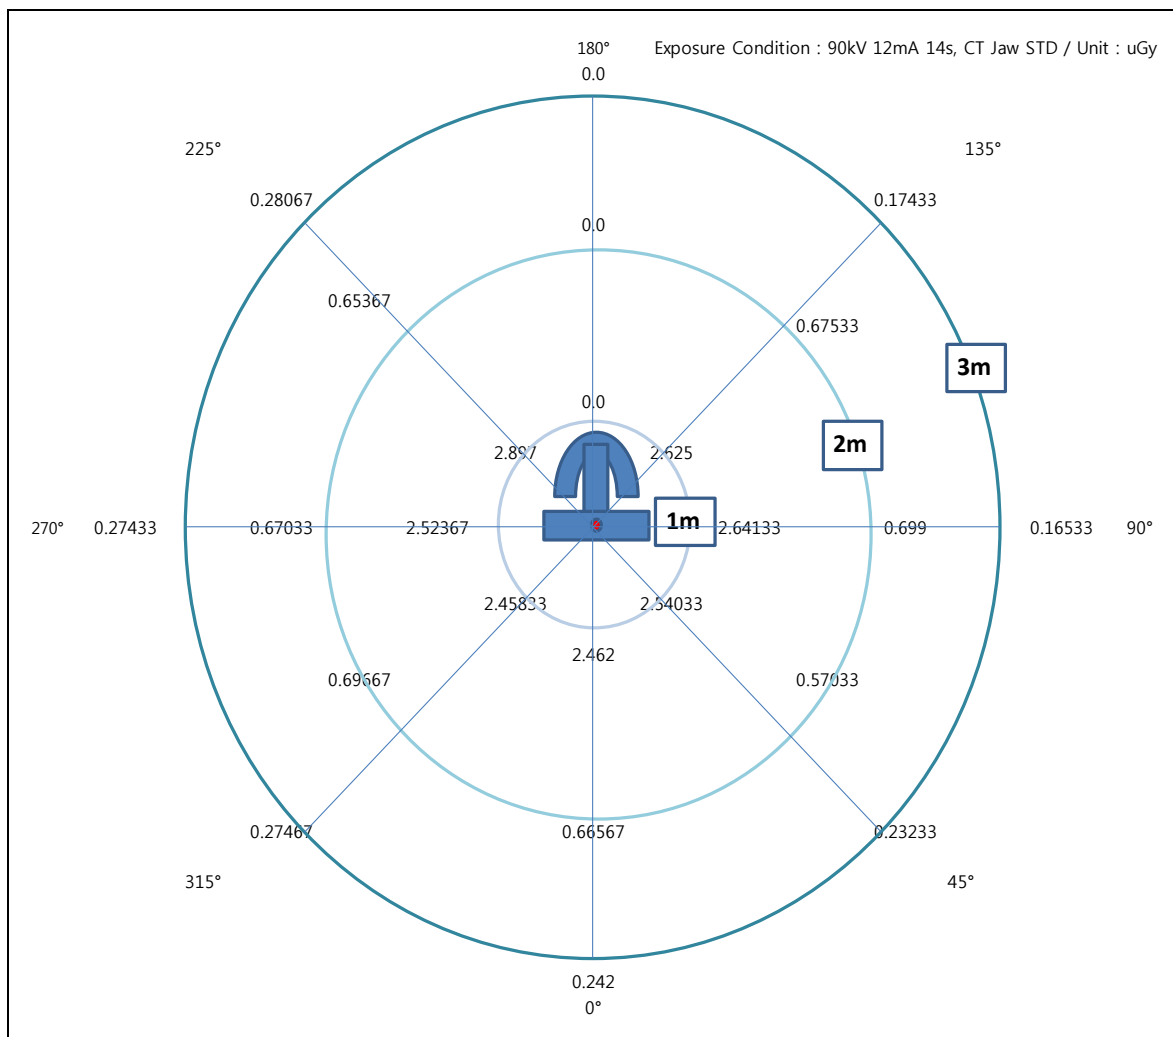 180° Exposure Condition : 90kV 12mA 14s, CT Jaw STD / Unit : uGy
0.0
225° 135°
0.28067 0.17433
0.0
0.65367
0.67533
3m
0.0
2m
2.897 2.625
1m
270° 0.27433 0.67033 2.52367 2.64133 0.699 0.16533 90°
2.45833 2.54033
2.462
0.69667 0.57033
0.27467 0.66567 0.23233
315° 45°
0.242
0°